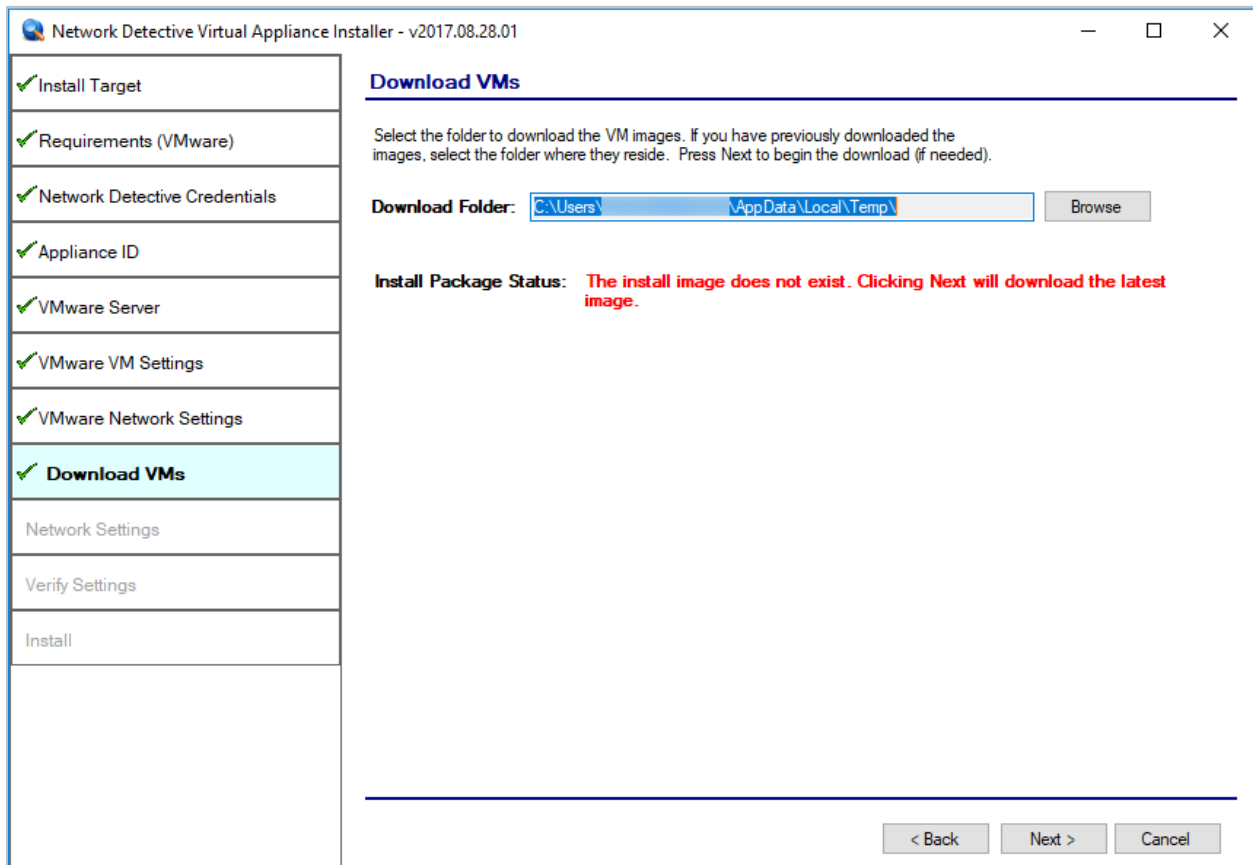 Network Detective Virtual Appliance Installer - v2017.08.28.01
Install Target
Requirements (VMware)
Network Detective Credentials
Appliance ID
VMware Server
VMware VM Settings
VMware Network Settings
Download VMs
Network Settings
Verify Settings
Install
Download VMs
Select the folder to download the VM images. If you have previously downloaded the
images, select the folder where they reside. Press Next to begin the download (if needed).
Download Folder: C:\Users\ \AppData\Local\Temp\ Browse
Install Package Status: The install image does not exist. Clicking Next will download the latest
image.
< Back Next > Cancel